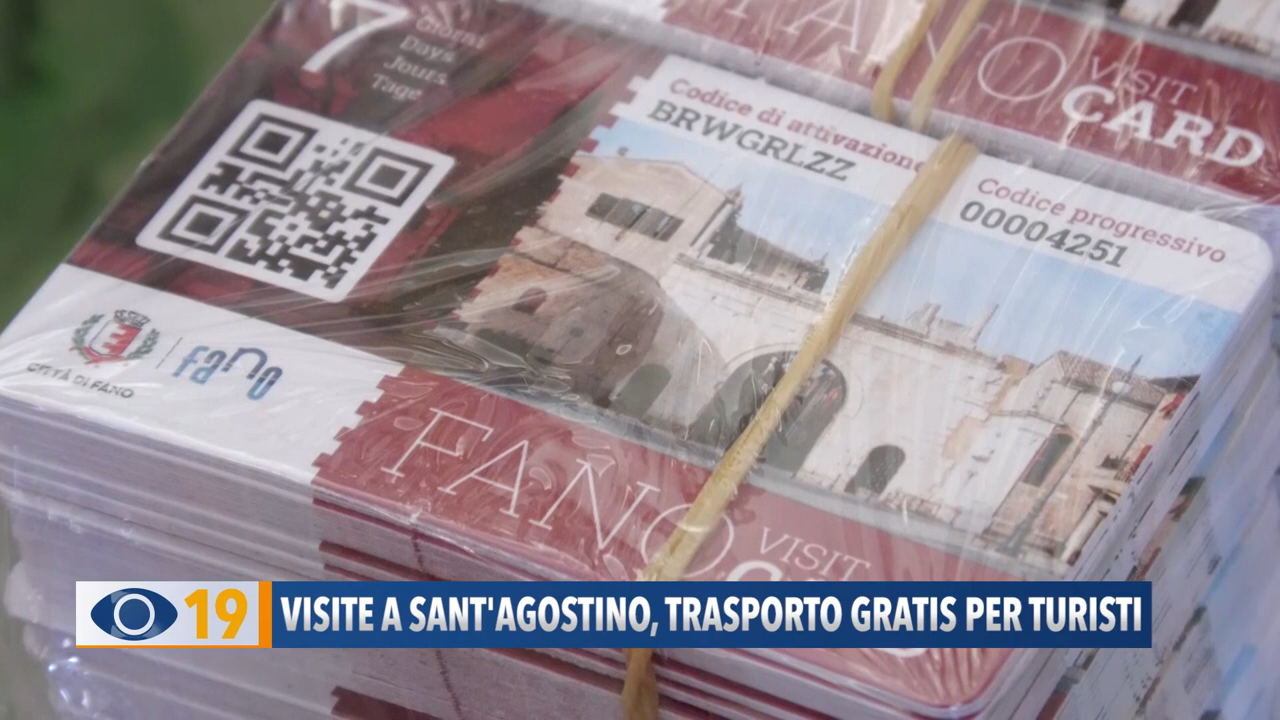 7
Giorni
Days
Jours
Tage
Codice di attivazione
BRWGRLZZ
Codice progressivo
00004251
VISIT
CARD
CITTÀ DI FANO
fano
FANO
VISIT
19
VISITE A SANT'AGOSTINO, TRASPORTO GRATIS PER TURISTI